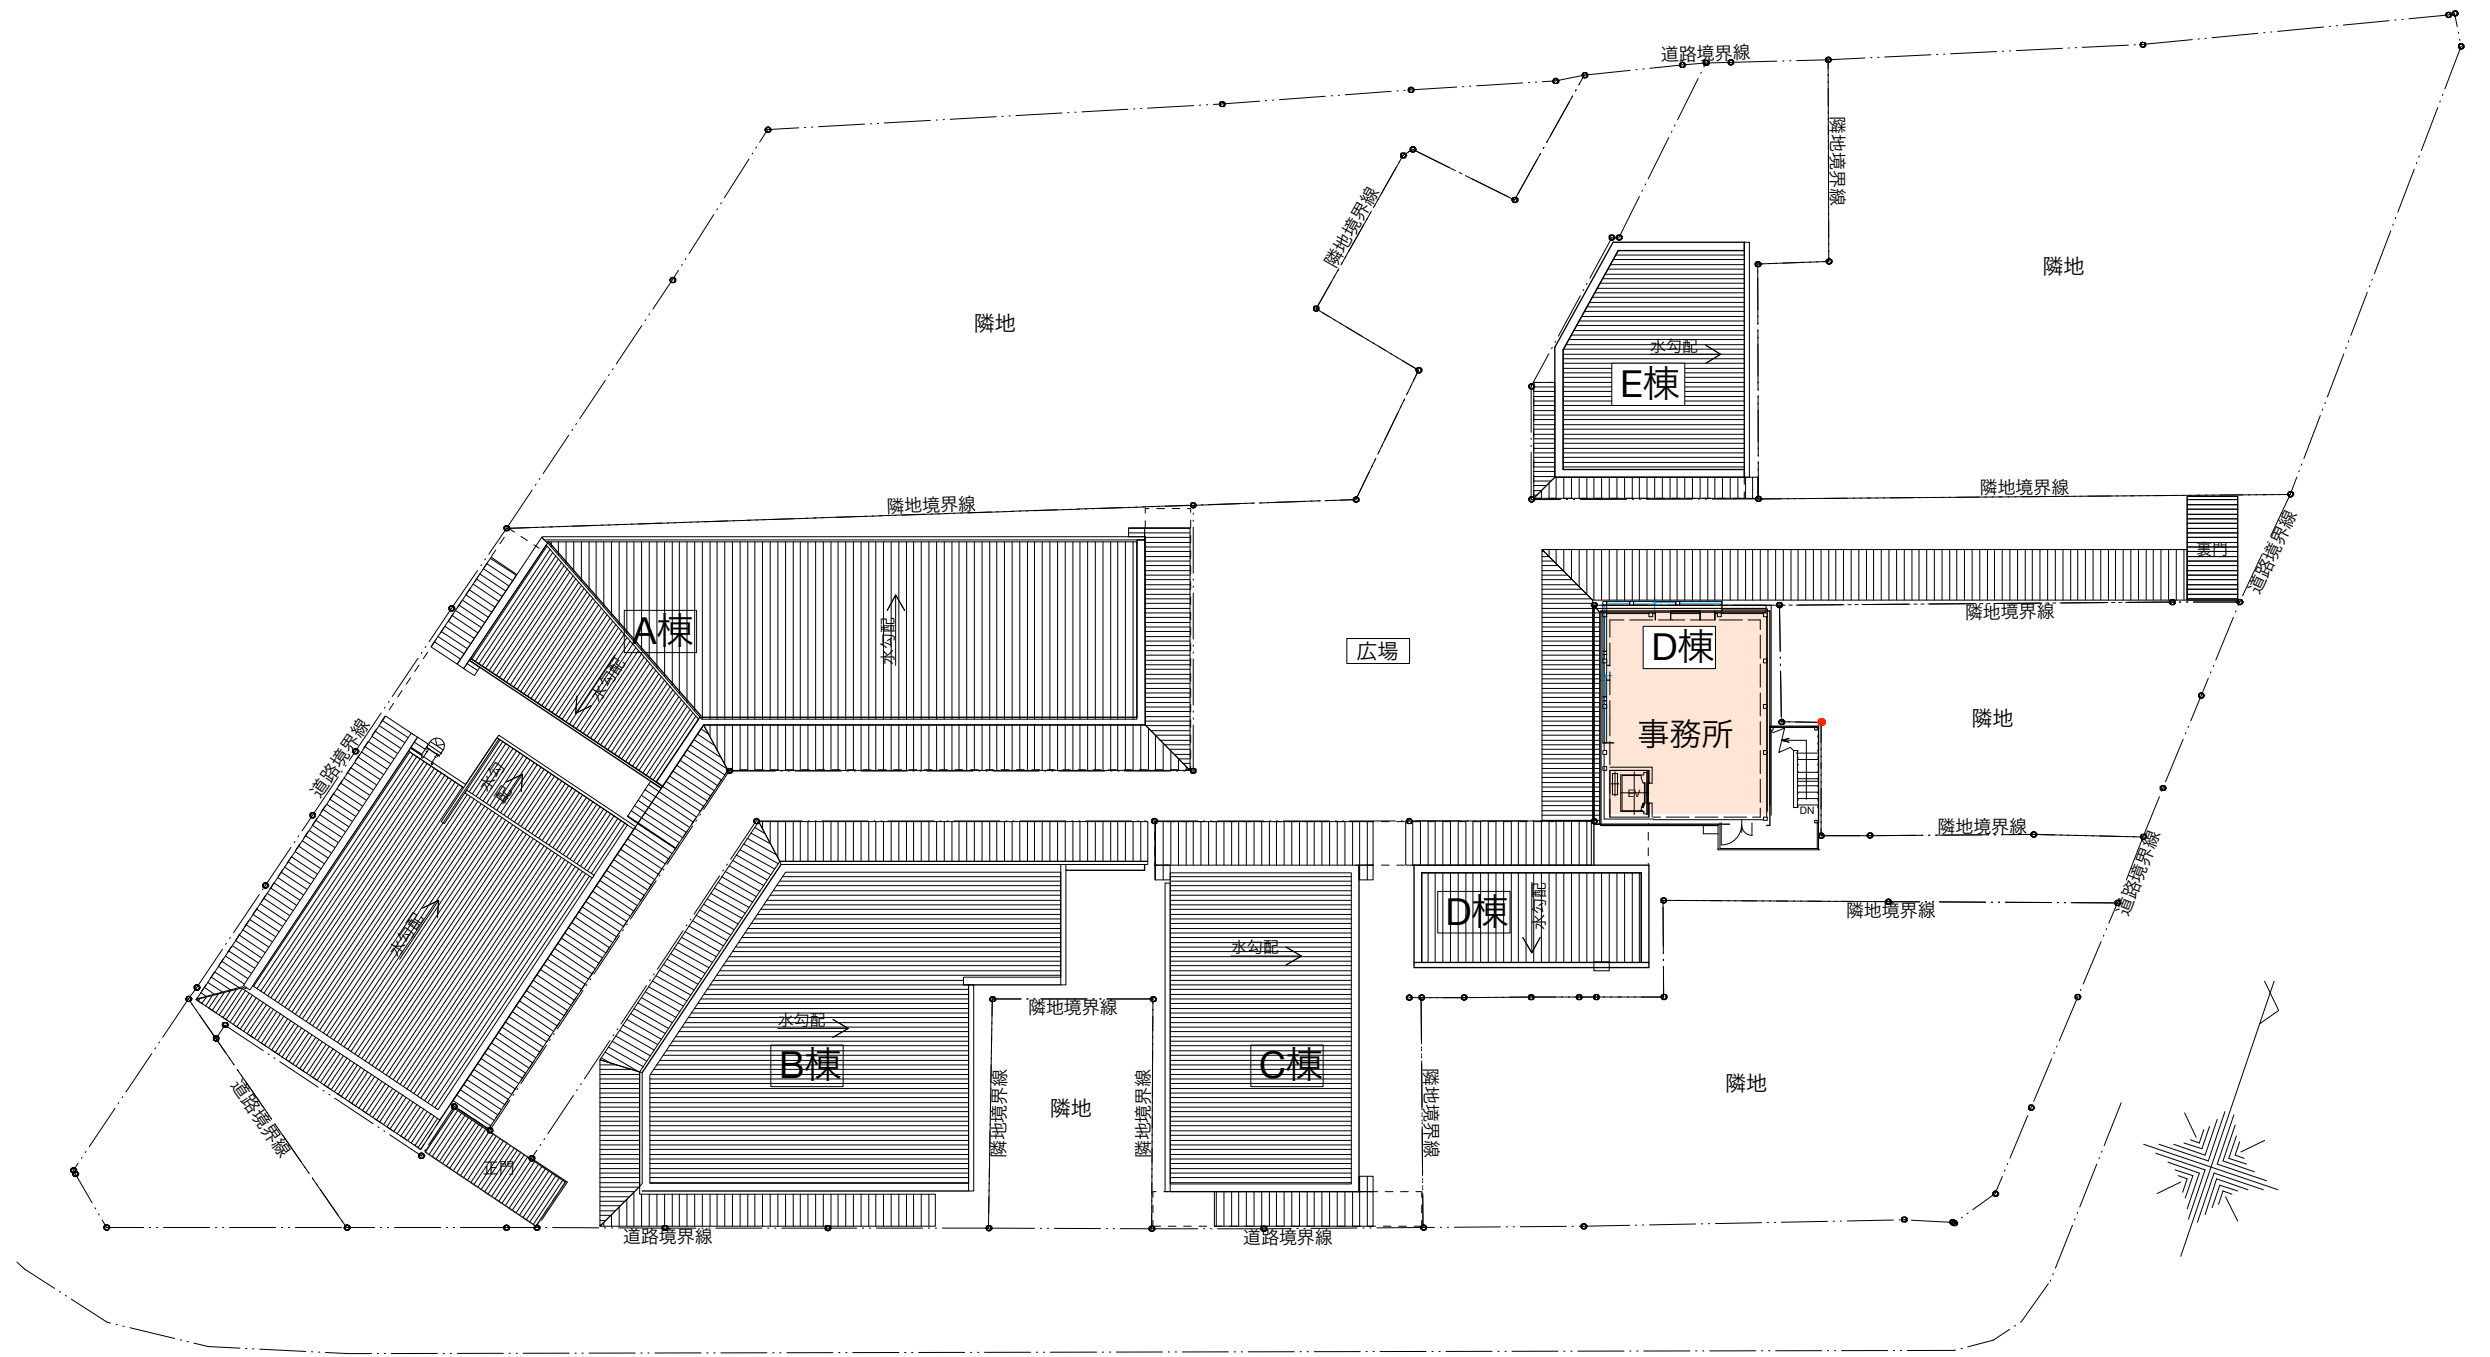 道路境界線
隣地境界線
隣地境界線
隣地
隣地
水勾配
E棟
隣地境界線
隣地境界線
裏門
道路境界線
隣地境界線
A棟
水勾配
水勾配
広場
D棟
事務所
EV
DN
隣地
道路境界線
水勾
配
水勾配
隣地境界線
道路境界線
隣地境界線
D棟
水勾配
水勾配
水勾配
B棟
C棟
隣地境界線
隣地境界線
隣地境界線
隣地境界線
隣地
隣地
道路境界線
正門
道路境界線
道路境界線